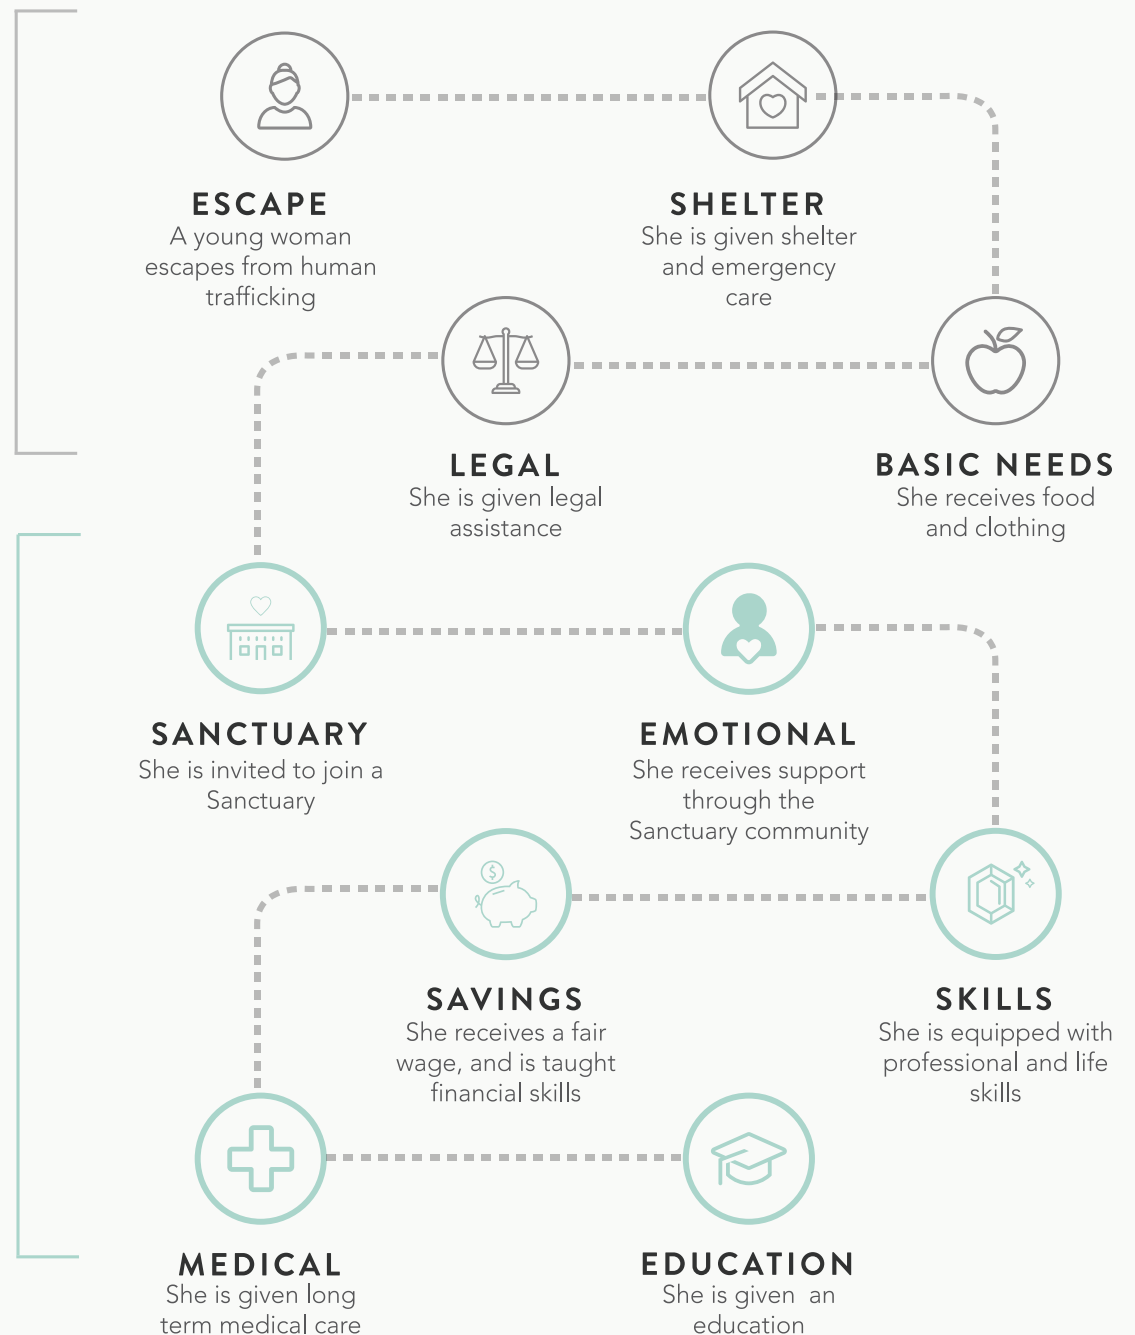 ESCAPE
A young woman
escapes from human
trafficking
SHELTER
She is given shelter
and emergency
care
LEGAL
She is given legal
assistance
BASIC NEEDS
She receives food
and clothing
SANCTUARY
She is invited to join a
Sanctuary
EMOTIONAL
She receives support
through the
Sanctuary community
$
SAVINGS
She receives a fair
wage, and is taught
financial skills
SKILLS
She is equipped with
professional and life
skills
MEDICAL
She is given long
term medical care
EDUCATION
She is given an
education